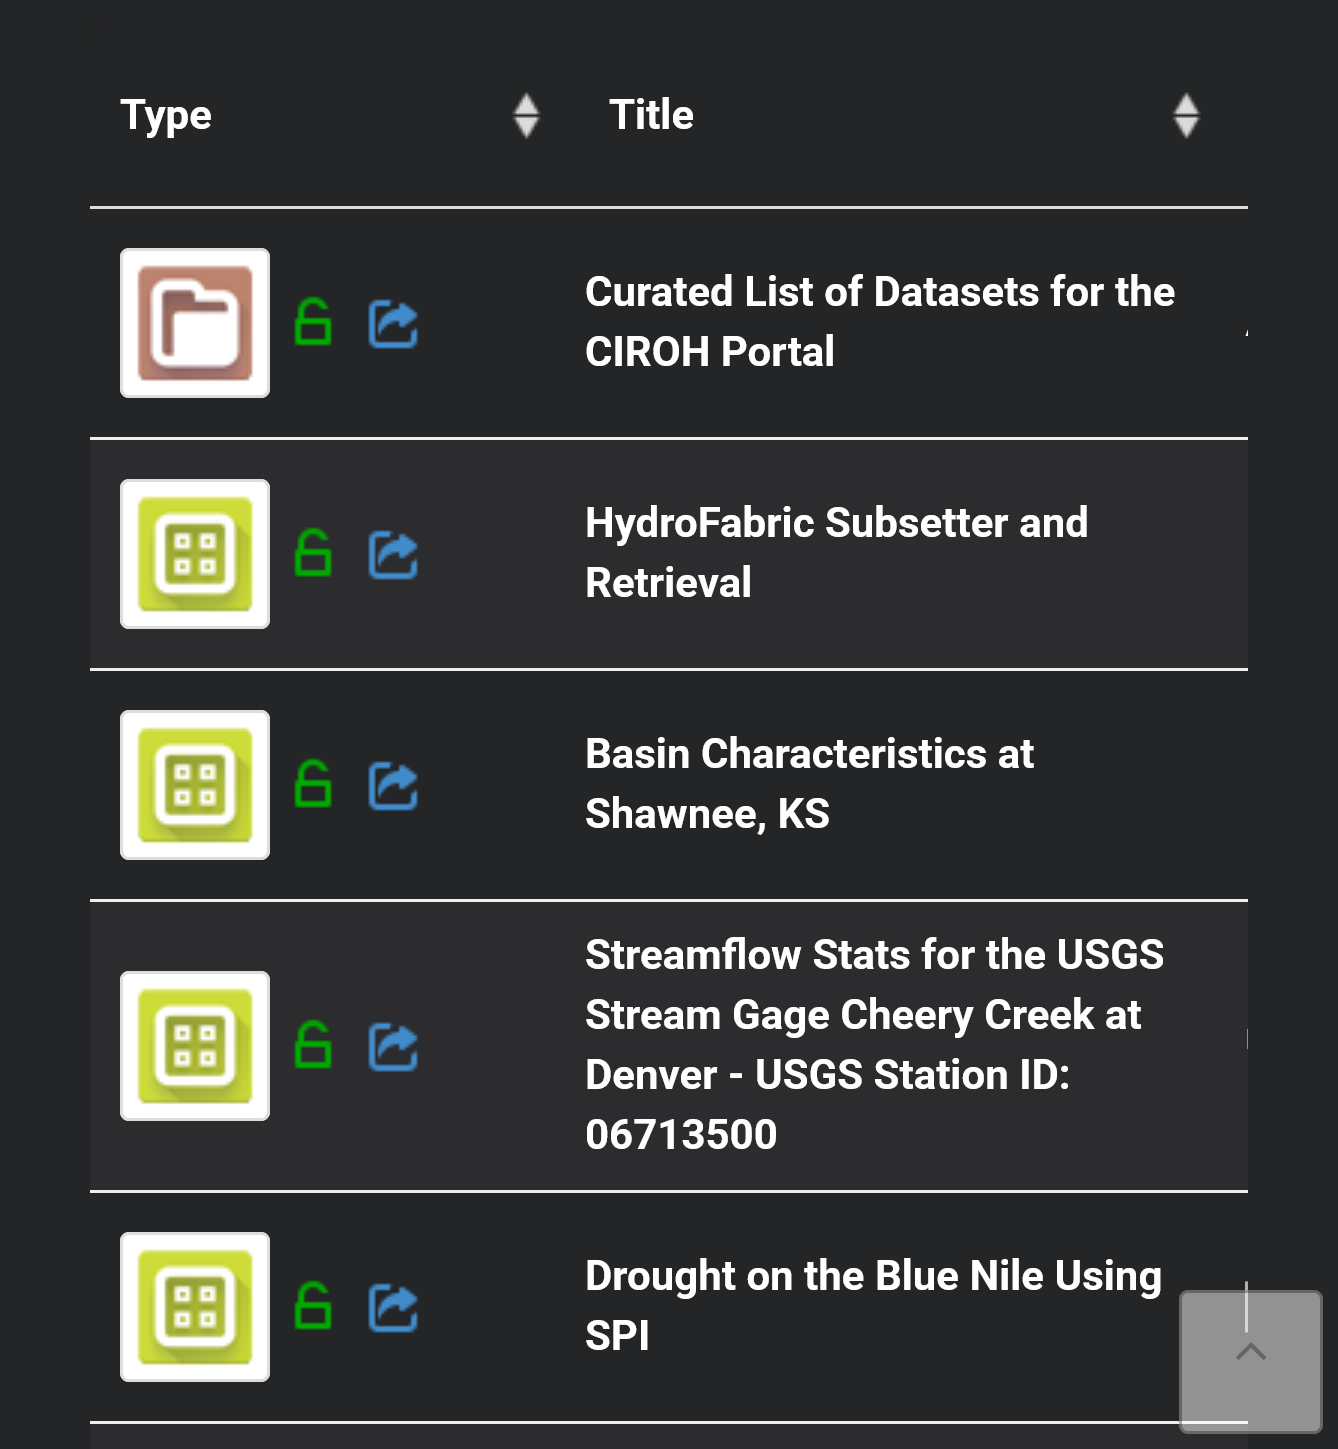 Type Title
Curated List of Datasets for the
CIROH Portal
HydroFabric Subsetter and
Retrieval
Basin Characteristics at
Shawnee, KS
Streamflow Stats for the USGS
Stream Gage Cheery Creek at
Denver - USGS Station ID:
06713500
Drought on the Blue Nile Using
SPI